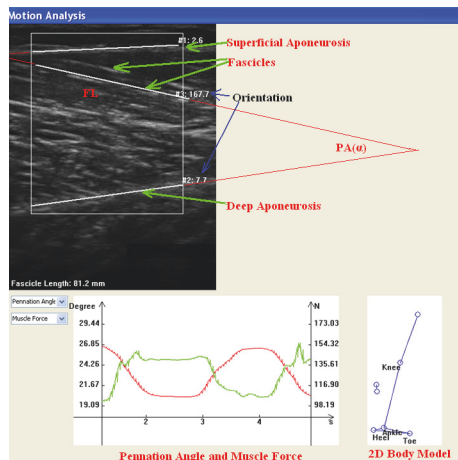 Motion Analysis
#1: 2.6
Superficial Aponeurosis
Fascicles
FL
#3: 167.7
Orientation
PA(α)
#2: 7.7
Deep Aponeurosis
Fascicle Length: 81.2 mm
Pennation Angle
Muscle Force
Degree
N
29.44
173.03
26.85
154.32
24.26
135.61
21.67
116.90
19.09
98.19
2
3
4
s
Knee
Ankle
Heel
Toe
Pennation Angle and Muscle Force
2D Body Model